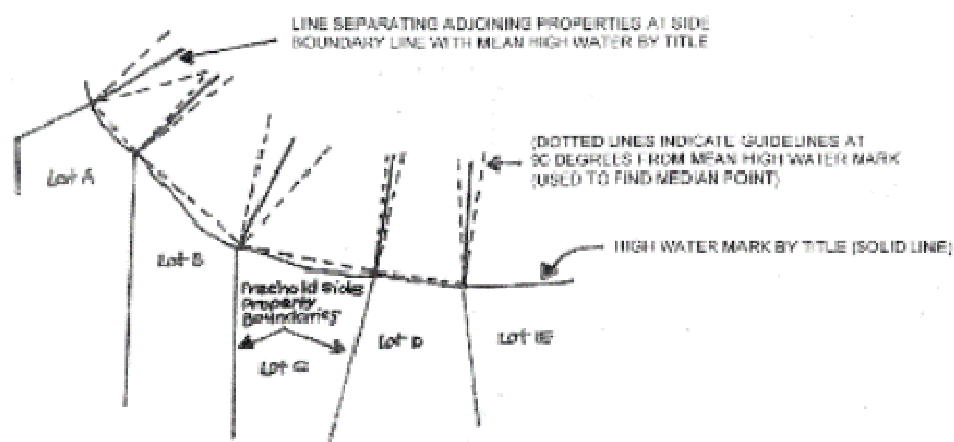 LINE SEPARATING ADJOINING PROPERTIES AT SIDE
BOUNDARY LINE WITH MEAN HIGH WATER BY TITLE
(DOTTED LINES INDICATE GUIDELINES AT
90 DEGREES FROM MEAN HIGH WATER MARK
(USED TO FIND MEDIAN POINT)
HIGH WATER MARK BY TITLE (SOLID LINE)
Lot A
Lot B
Freehold Side
Property
Boundaries
Lot C
Lot D
Lot E